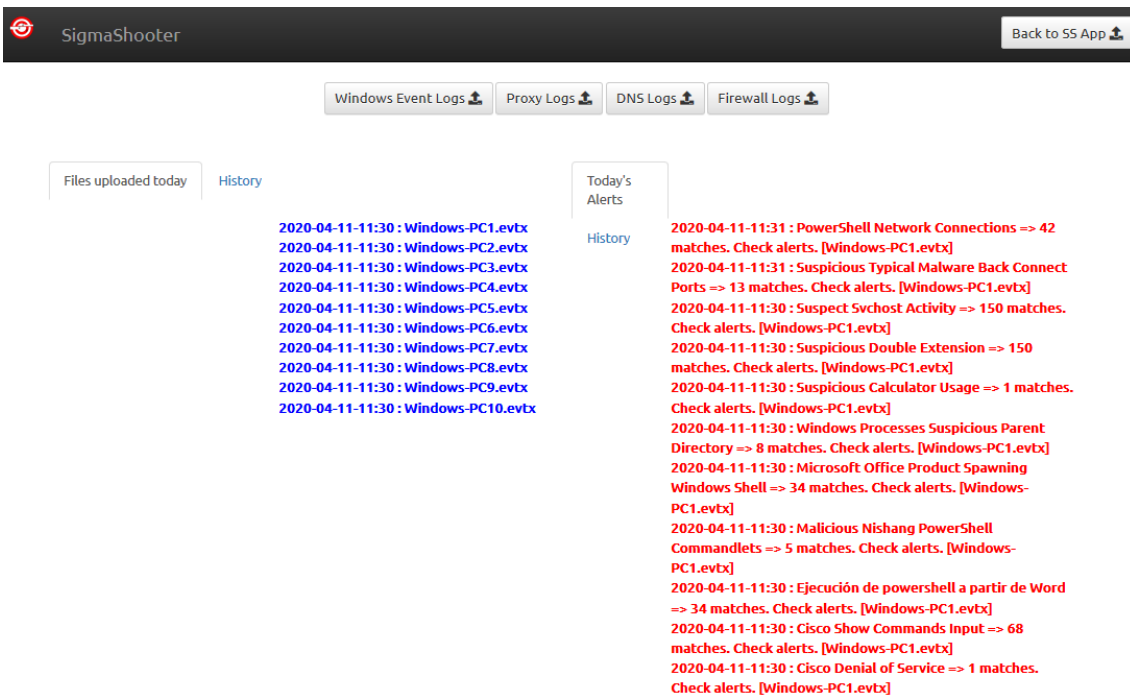 SigmaShooter
Back to SS App
Windows Event Logs
Proxy Logs
DNS Logs
Firewall Logs
Files uploaded today
History
2020-04-11-11:30 : Windows-PC1.evtx
2020-04-11-11:30 : Windows-PC2.evtx
2020-04-11-11:30 : Windows-PC3.evtx
2020-04-11-11:30 : Windows-PC4.evtx
2020-04-11-11:30 : Windows-PC5.evtx
2020-04-11-11:30 : Windows-PC6.evtx
2020-04-11-11:30 : Windows-PC7.evtx
2020-04-11-11:30 : Windows-PC8.evtx
2020-04-11-11:30 : Windows-PC9.evtx
2020-04-11-11:30 : Windows-PC10.evtx
Today's
Alerts
History
2020-04-11-11:31 : PowerShell Network Connections => 42
matches. Check alerts. [Windows-PC1.evtx]
2020-04-11-11:31 : Suspicious Typical Malware Back Connect
Ports => 13 matches. Check alerts. [Windows-PC1.evtx]
2020-04-11-11:30 : Suspect Svchost Activity => 150 matches.
Check alerts. [Windows-PC1.evtx]
2020-04-11-11:30 : Suspicious Double Extension => 150
matches. Check alerts. [Windows-PC1.evtx]
2020-04-11-11:30 : Suspicious Calculator Usage => 1 matches.
Check alerts. [Windows-PC1.evtx]
2020-04-11-11:30 : Windows Processes Suspicious Parent
Directory => 8 matches. Check alerts. [Windows-PC1.evtx]
2020-04-11-11:30 : Microsoft Office Product Spawning
Windows Shell => 34 matches. Check alerts. [Windows-
PC1.evtx]
2020-04-11-11:30 : Malicious Nishang PowerShell
Commandlets => 5 matches. Check alerts. [Windows-
PC1.evtx]
2020-04-11-11:30 : Ejecución de powershell a partir de Word
=> 34 matches. Check alerts. [Windows-PC1.evtx]
2020-04-11-11:30 : Cisco Show Commands Input => 68
matches. Check alerts. [Windows-PC1.evtx]
2020-04-11-11:30 : Cisco Denial of Service => 1 matches.
Check alerts. [Windows-PC1.evtx]